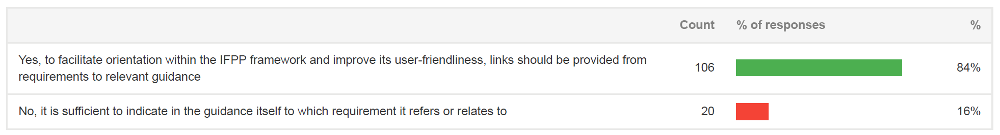 Count % of responses %
Yes, to facilitate orientation within the IFPP framework and improve its user-friendliness, links should be provided from
requirements to relevant guidance
106 84%
No, it is sufficient to indicate in the guidance itself to which requirement it refers or relates to 20 16%